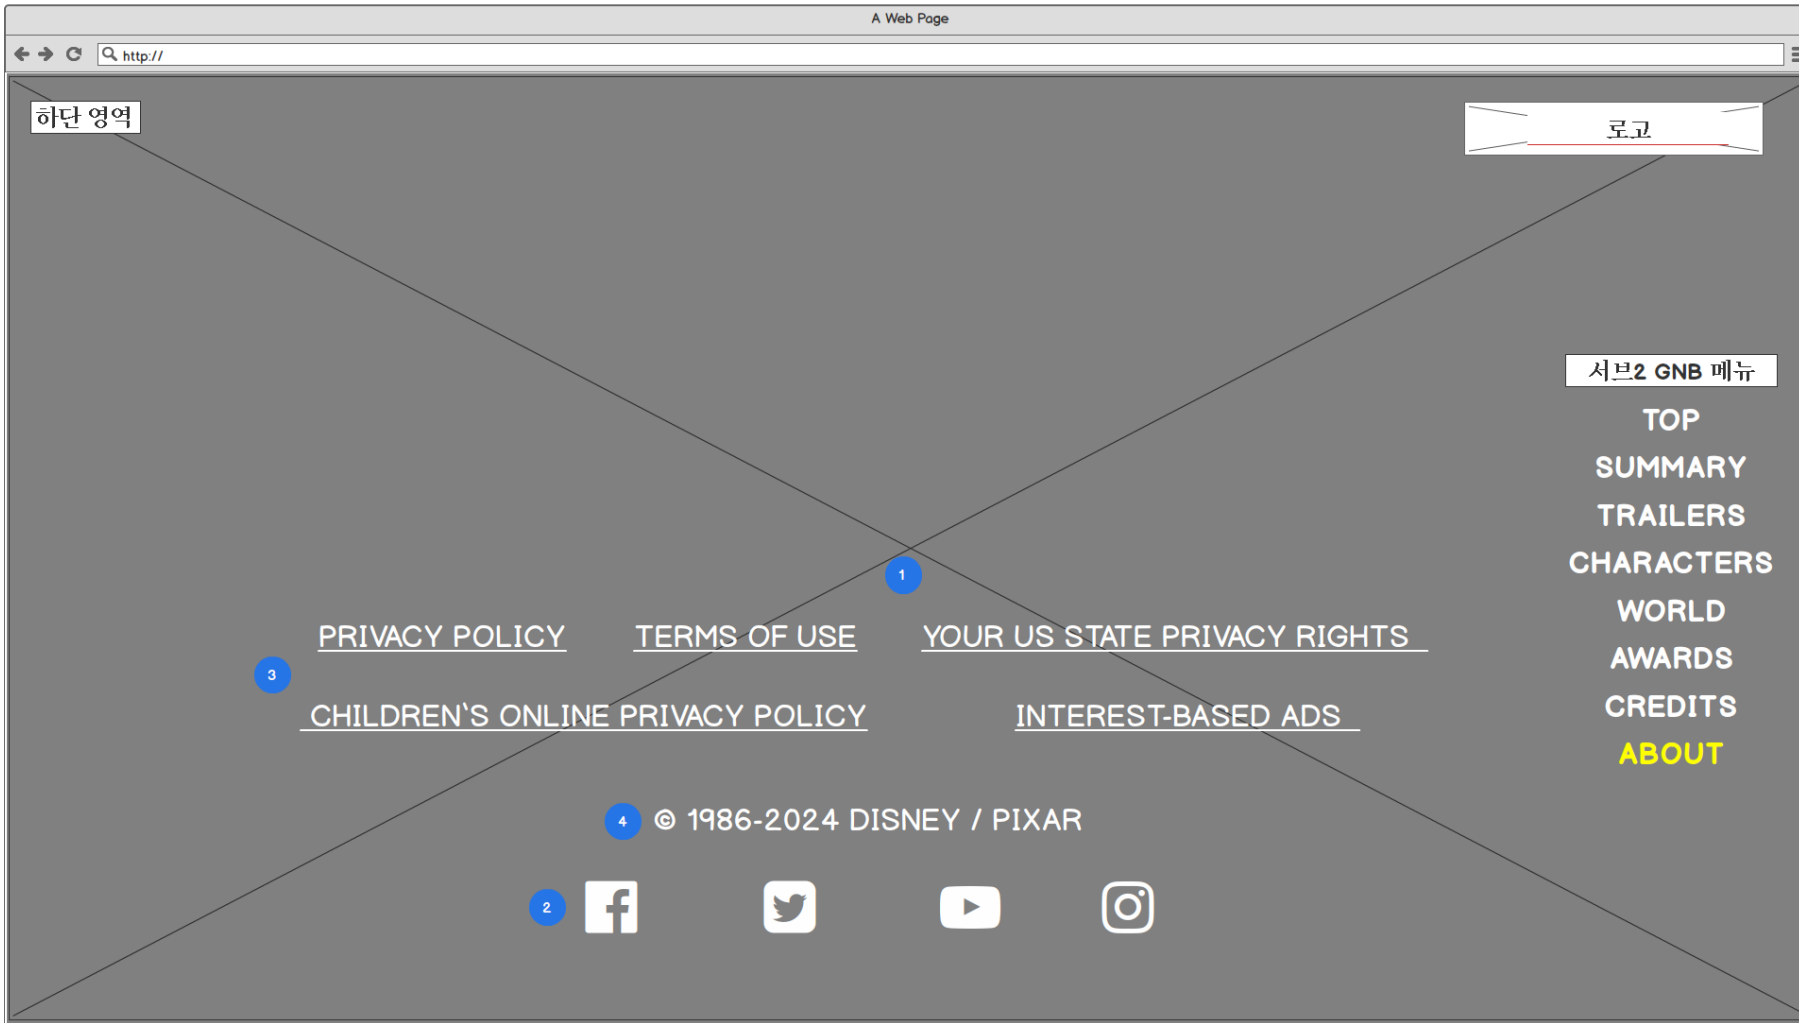 A Web Page
http://
하단 영역
로고
서브2 GNB 메뉴
TOP
SUMMARY
TRAILERS
CHARACTERS
WORLD
AWARDS
CREDITS
ABOUT
1
PRIVACY POLICY TERMS OF USE YOUR US STATE PRIVACY RIGHTS
3
CHILDREN'S ONLINE PRIVACY POLICY INTEREST-BASED ADS
4 © 1986-2024 DISNEY / PIXAR
2